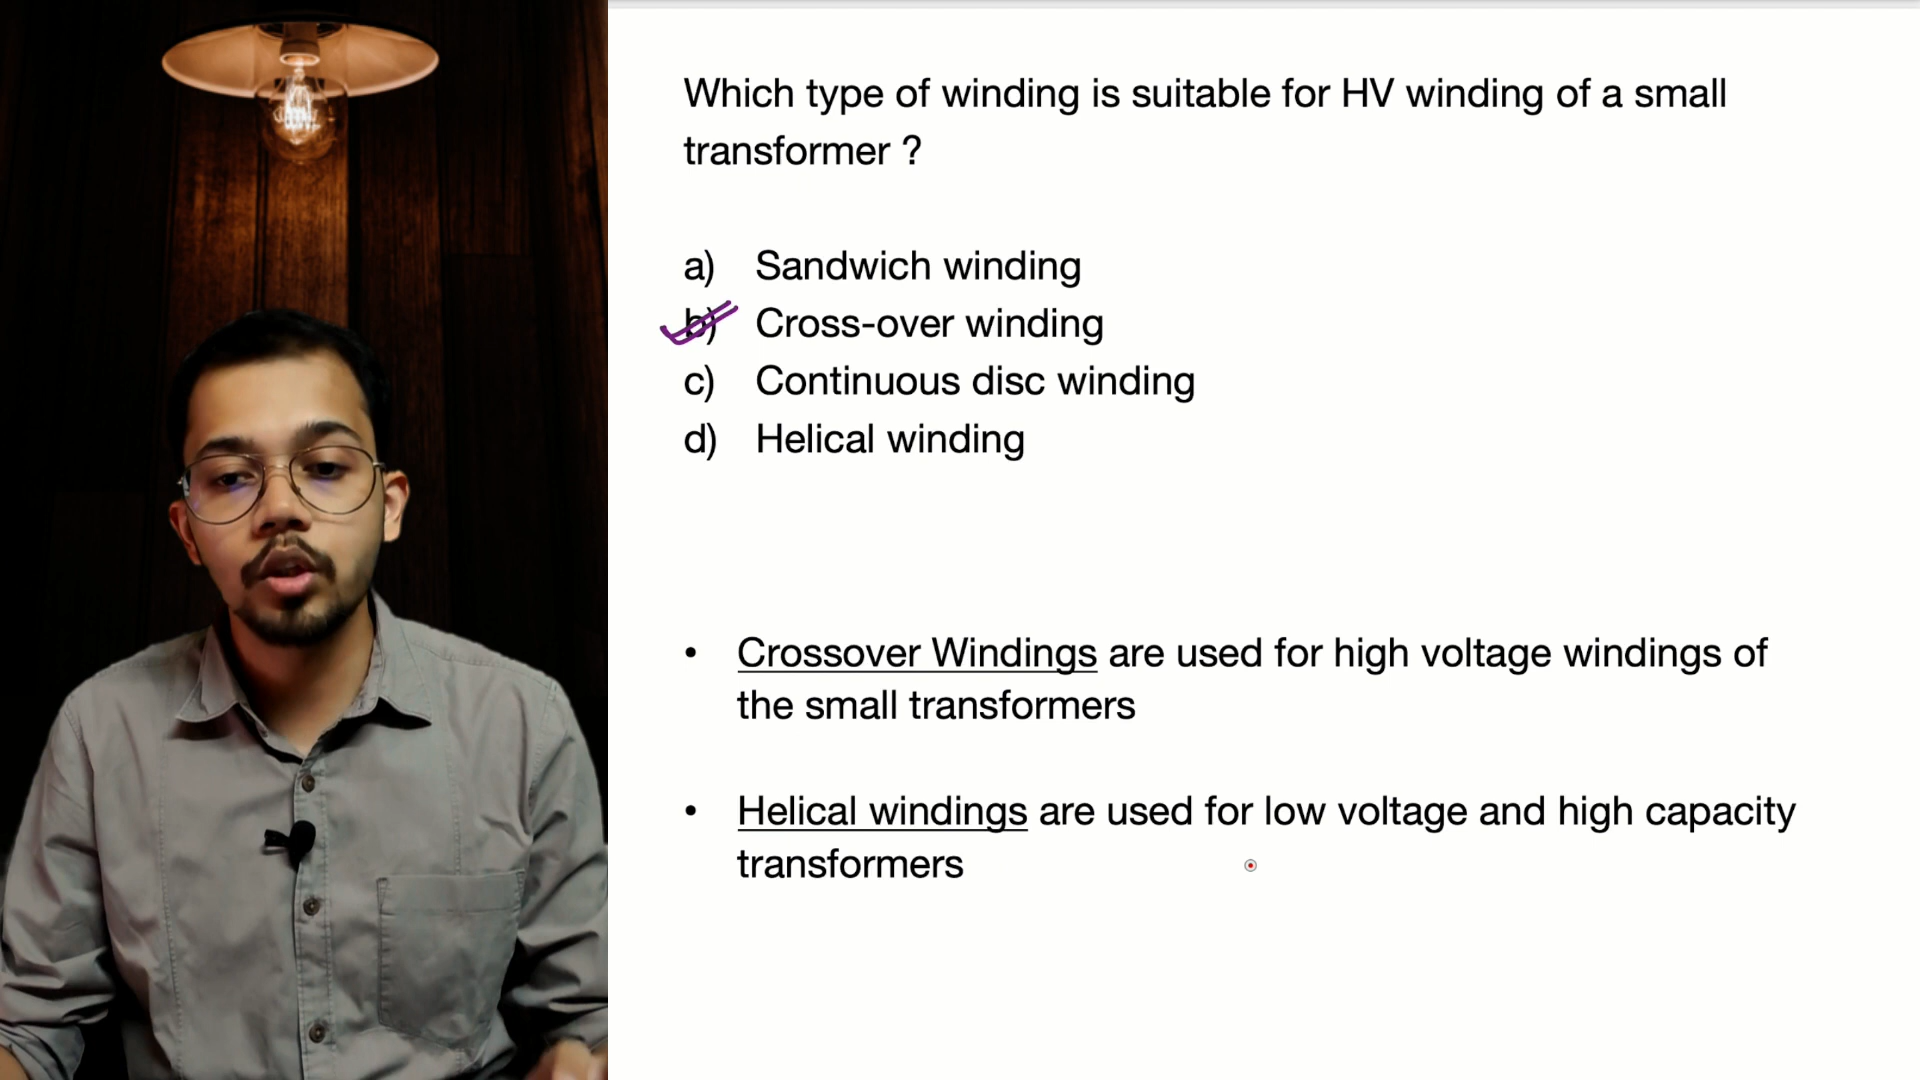 Which type of winding is suitable for HV winding of a small
transformer ?
a) Sandwich winding
b) Cross-over winding
c) Continuous disc winding
d) Helical winding
• Crossover Windings are used for high voltage windings of
the small transformers
• Helical windings are used for low voltage and high capacity
transformers